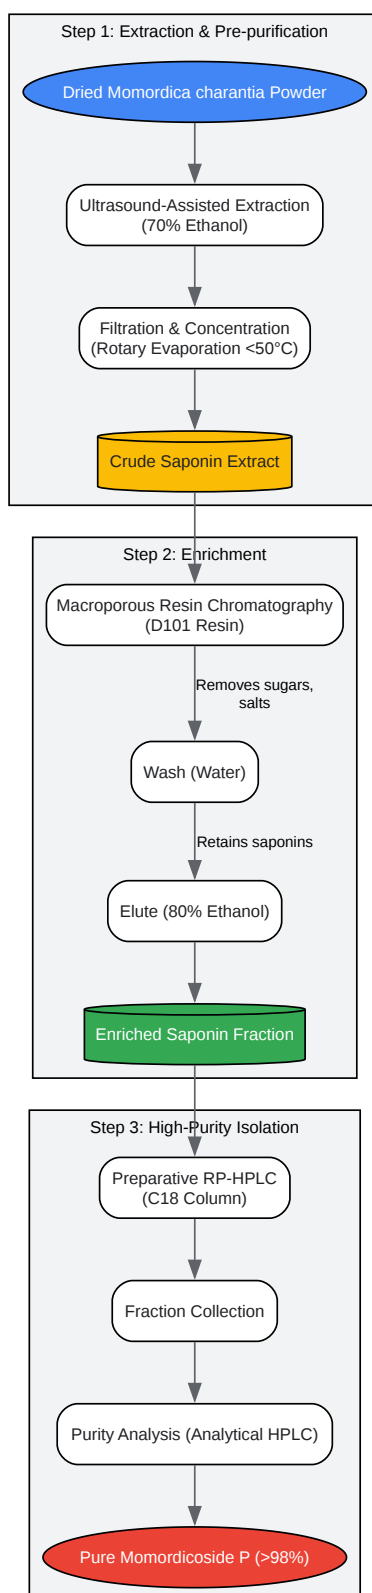 Step 1: Extraction & Pre-purification
Dried Momordica charantia Powder
Ultrasound-Assisted Extraction
(70% Ethanol)
Filtration & Concentration
(Rotary Evaporation <50°C)
Crude Saponin Extract
Step 2: Enrichment
Macroporous Resin Chromatography
(D101 Resin)
Removes sugars,
salts
Wash (Water)
Retains saponins
Elute (80% Ethanol)
Enriched Saponin Fraction
Step 3: High-Purity Isolation
Preparative RP-HPLC
(C18 Column)
Fraction Collection
Purity Analysis (Analytical HPLC)
Pure Momordicoside P (>98%)